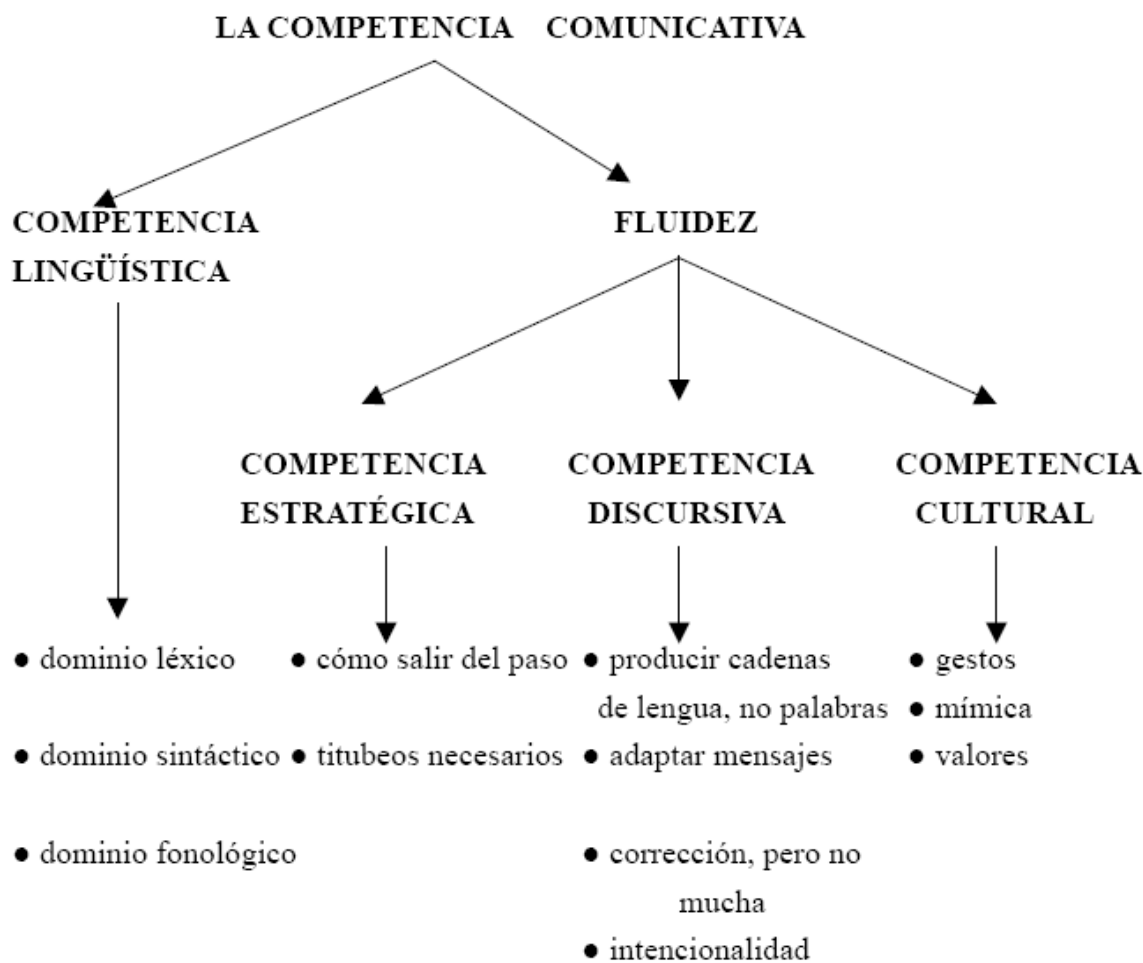 LA COMPETENCIA COMUNICATIVA
COMPETENCIA
LINGÜÍSTICA
FLUIDEZ
COMPETENCIA
ESTRATÉGICA
COMPETENCIA
DISCURSIVA
COMPETENCIA
CULTURAL
● dominio léxico
● dominio sintáctico
● dominio fonológico
● cómo salir del paso
● titubeos necesarios
● producir cadenas
de lengua, no palabras
● adaptar mensajes
● corrección, pero no
mucha
● intencionalidad
● gestos
● mímica
● valores